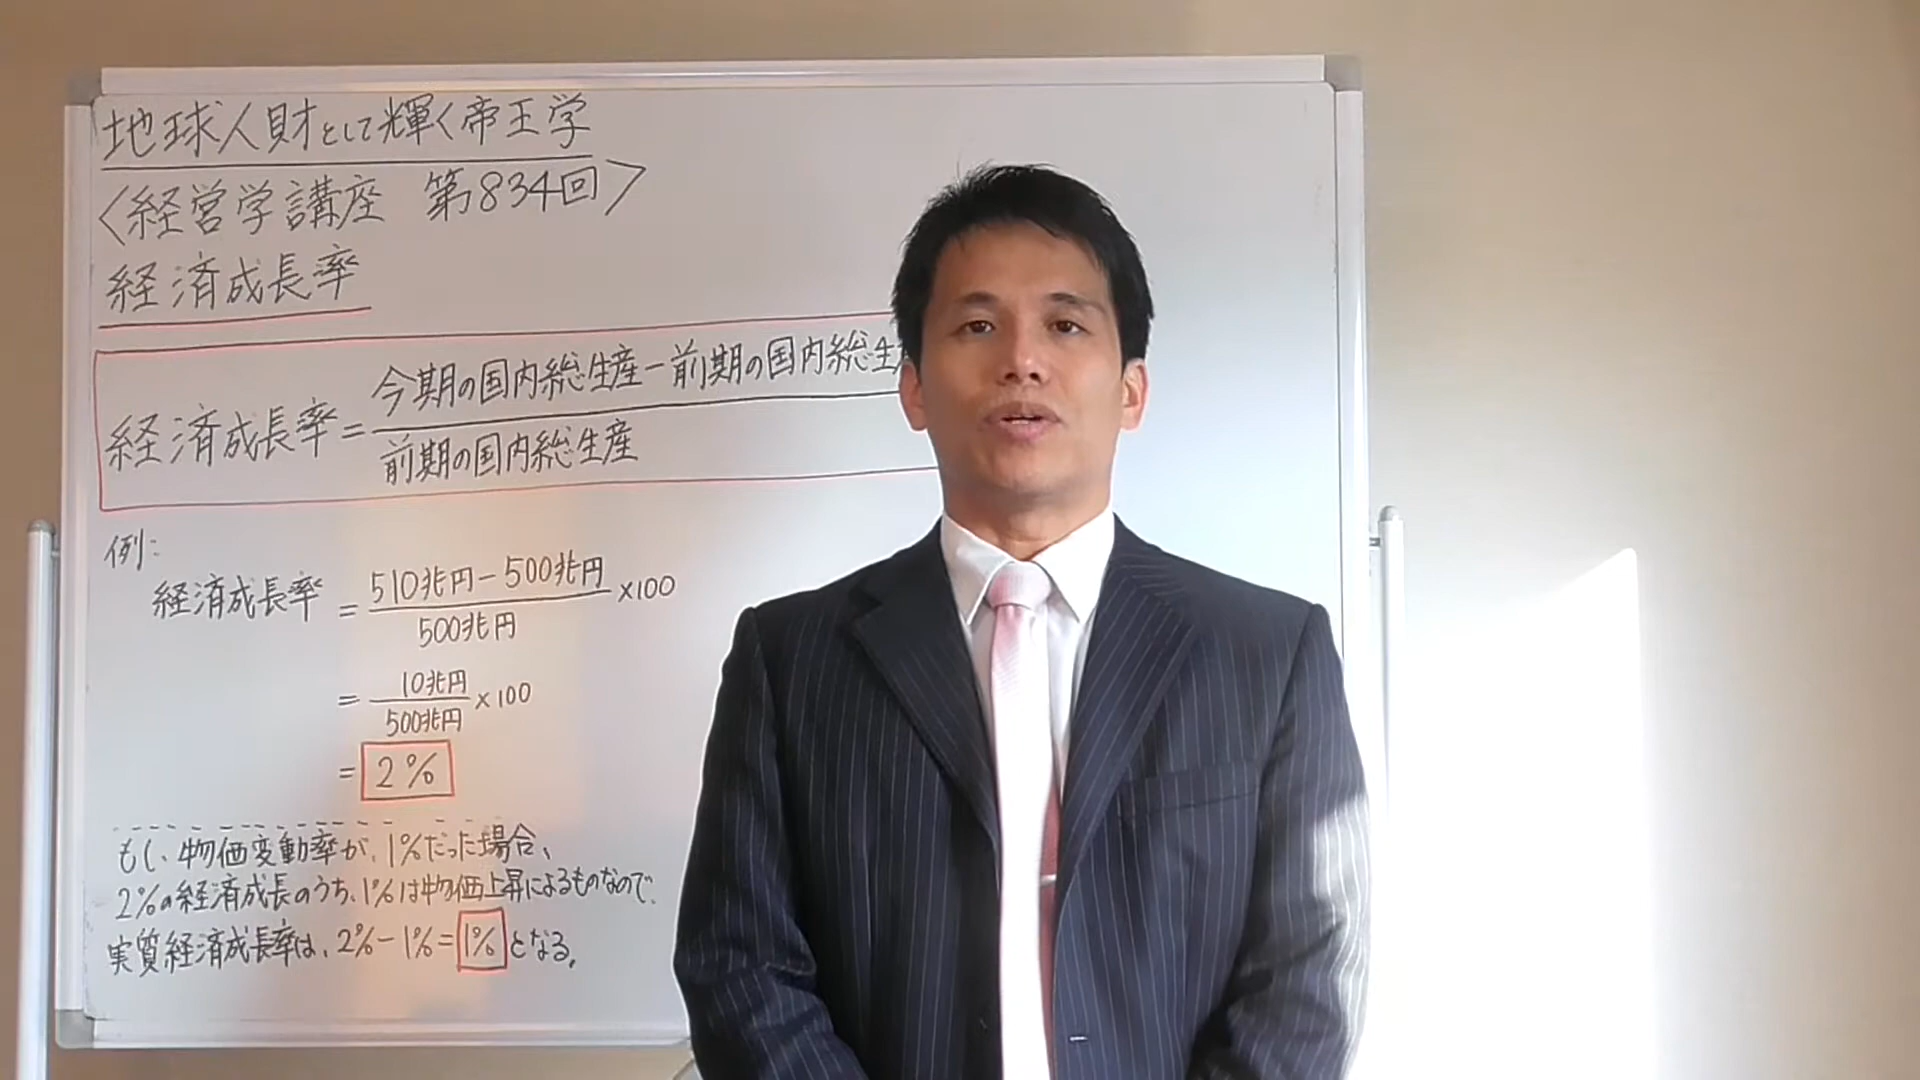 地球人財として輝く帝王学
〈経営学講座 第834回〉
経済成長率
今期の国内総生産－前期の国内総生
経済成長率=
前期の国内総生産
例:
経済成長率 = 510兆円－500兆円 ×100
500兆円
= 10兆円 ×100
500兆円
= 2%
もし、物価変動率が、1%だった場合、
2%の経済成長のうち、1%は物価上昇によるものなので、
実質経済成長率は、2%－1%=1%となる。